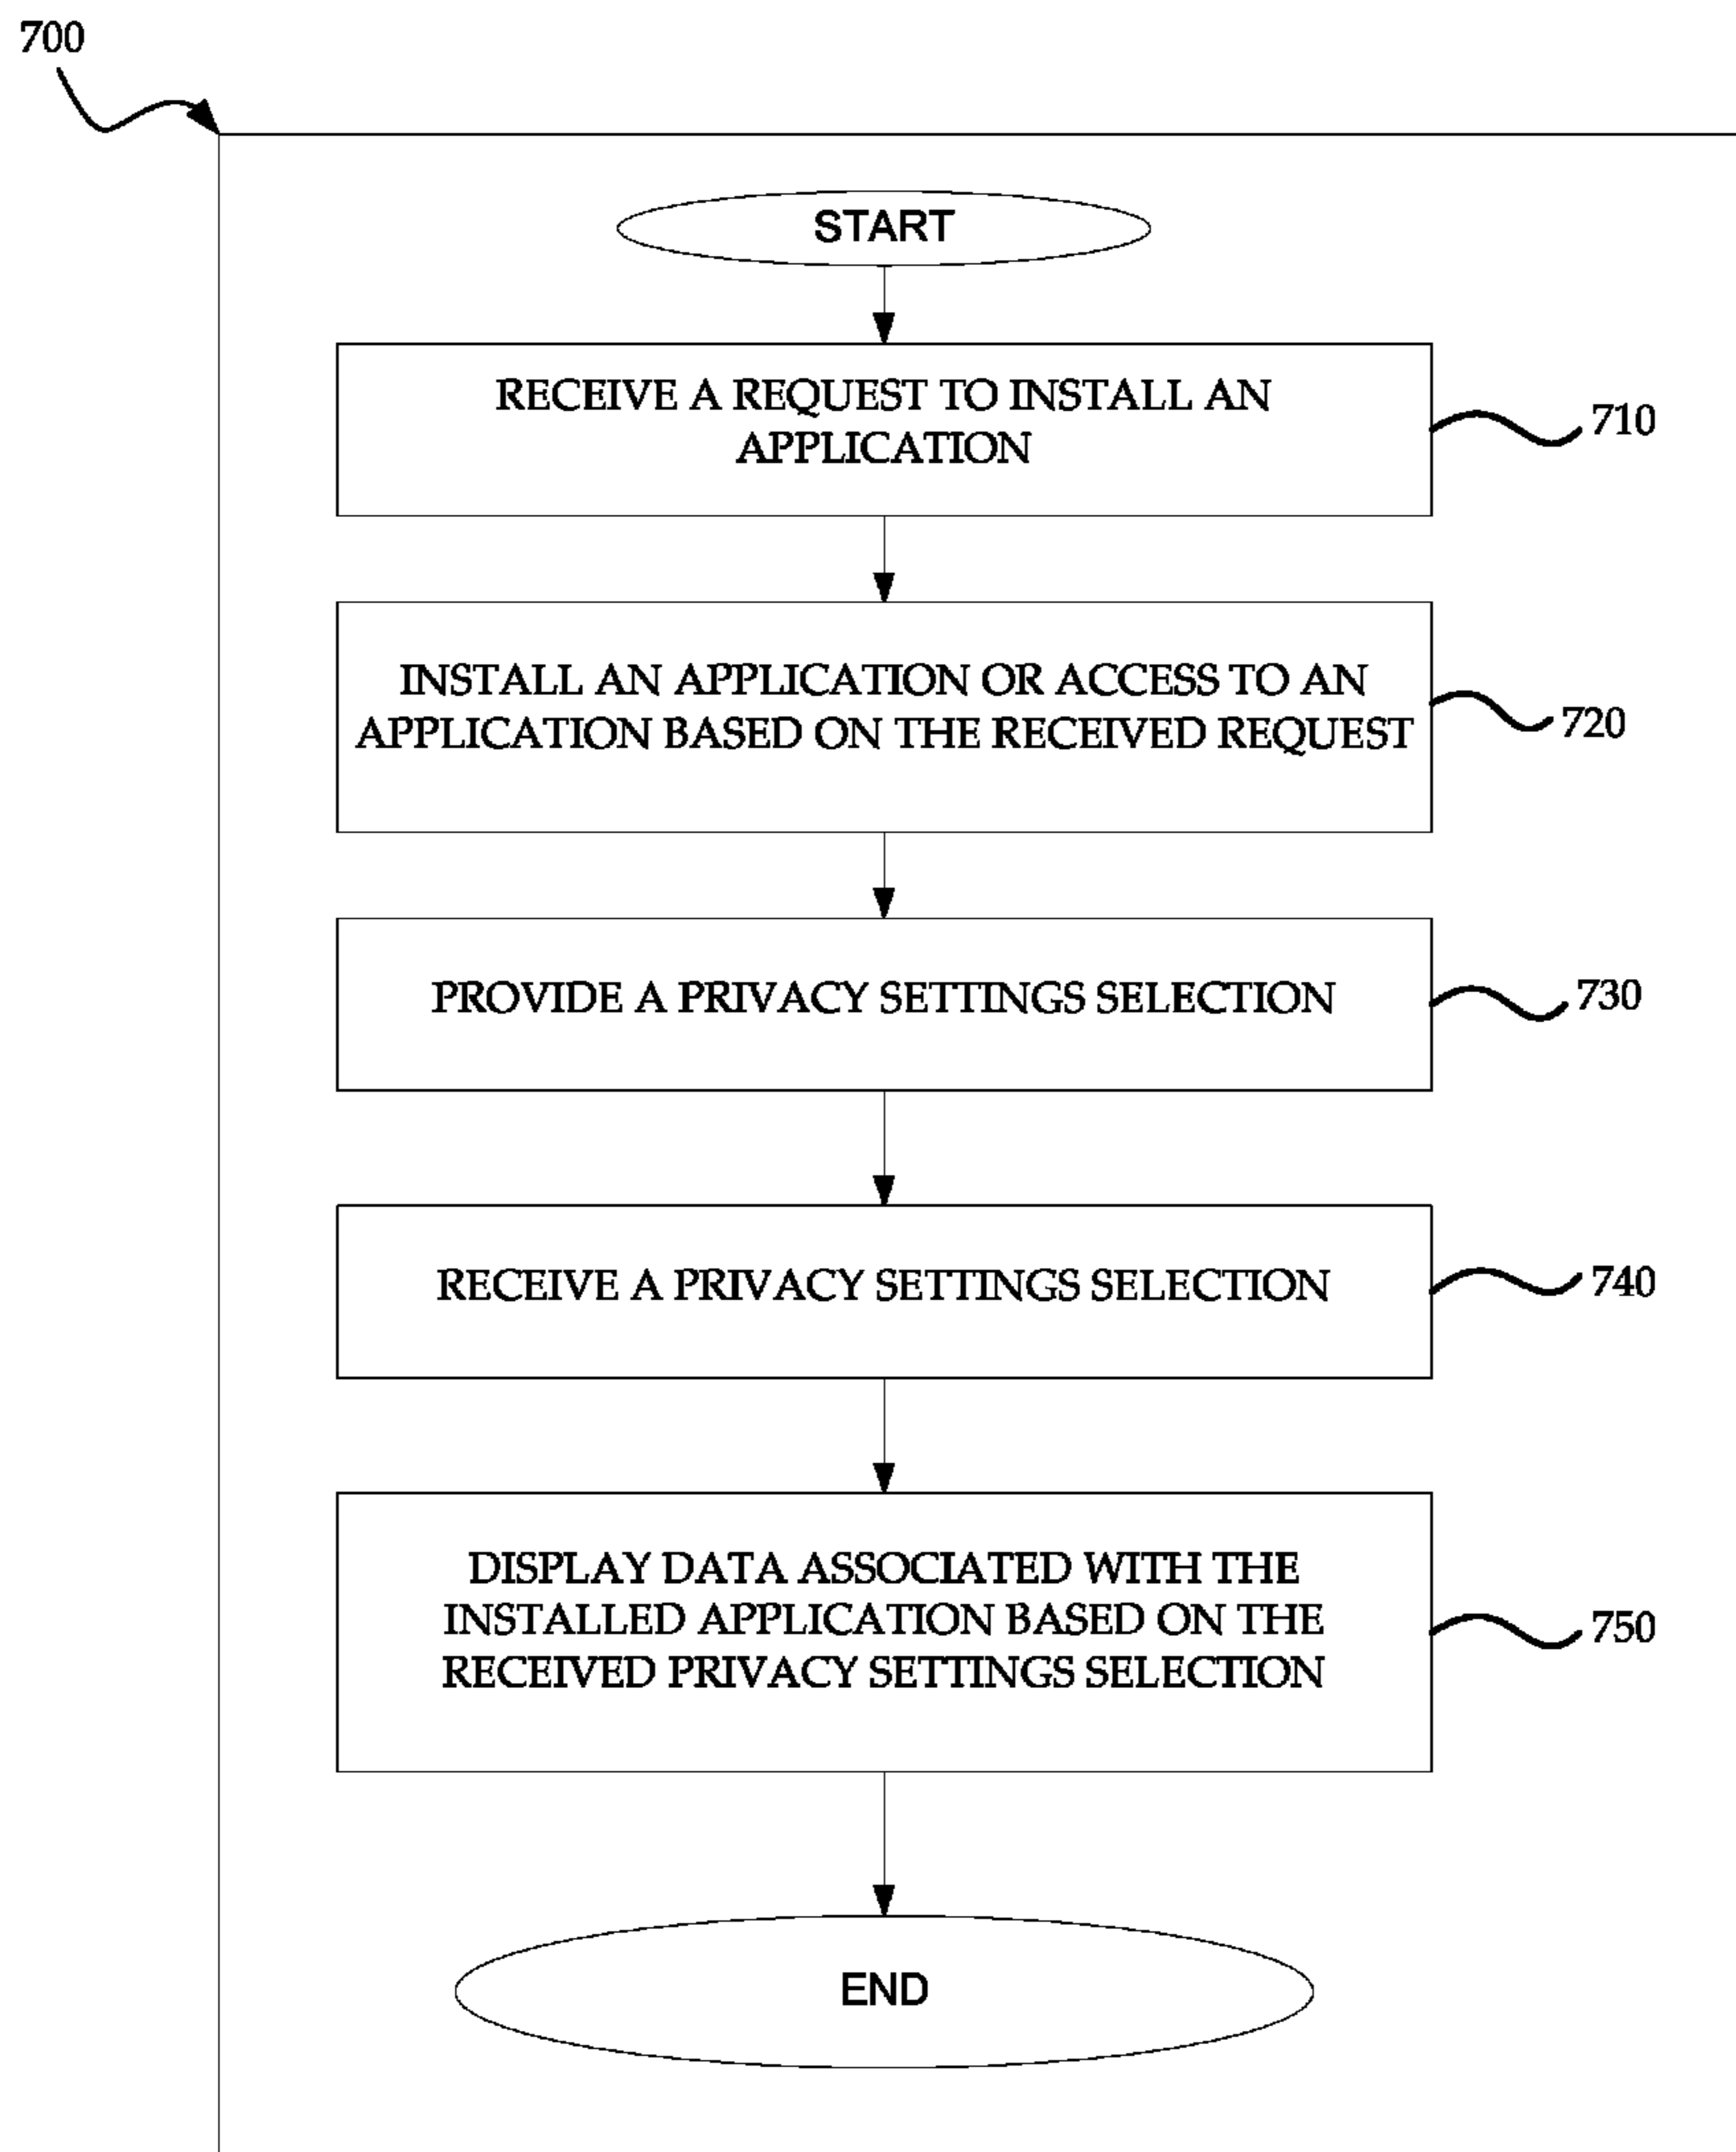 700
START
RECEIVE A REQUEST TO INSTALL AN
APPLICATION
710
INSTALL AN APPLICATION OR ACCESS TO AN
APPLICATION BASED ON THE RECEIVED REQUEST
720
PROVIDE A PRIVACY SETTINGS SELECTION
730
RECEIVE A PRIVACY SETTINGS SELECTION
740
DISPLAY DATA ASSOCIATED WITH THE
INSTALLED APPLICATION BASED ON THE
RECEIVED PRIVACY SETTINGS SELECTION
750
END